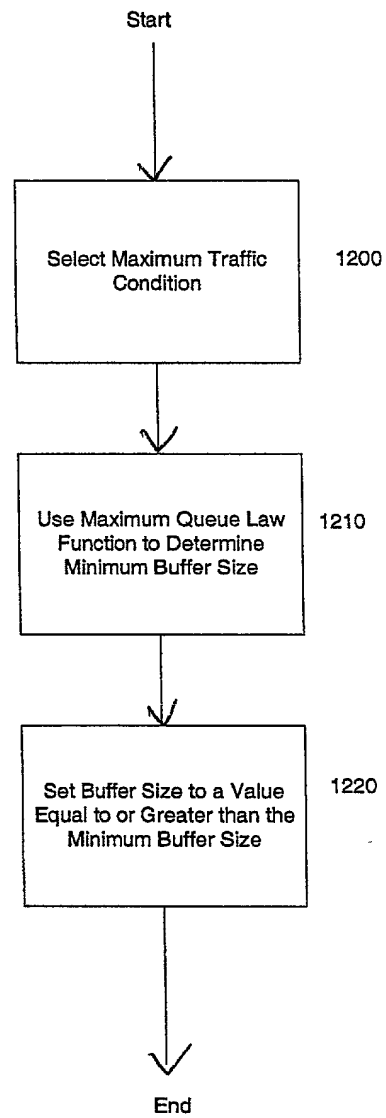 Start
Select Maximum Traffic
Condition
1200
Use Maximum Queue Law
Function to Determine
Minimum Buffer Size
1210
Set Buffer Size to a Value
Equal to or Greater than the
Minimum Buffer Size
1220
End